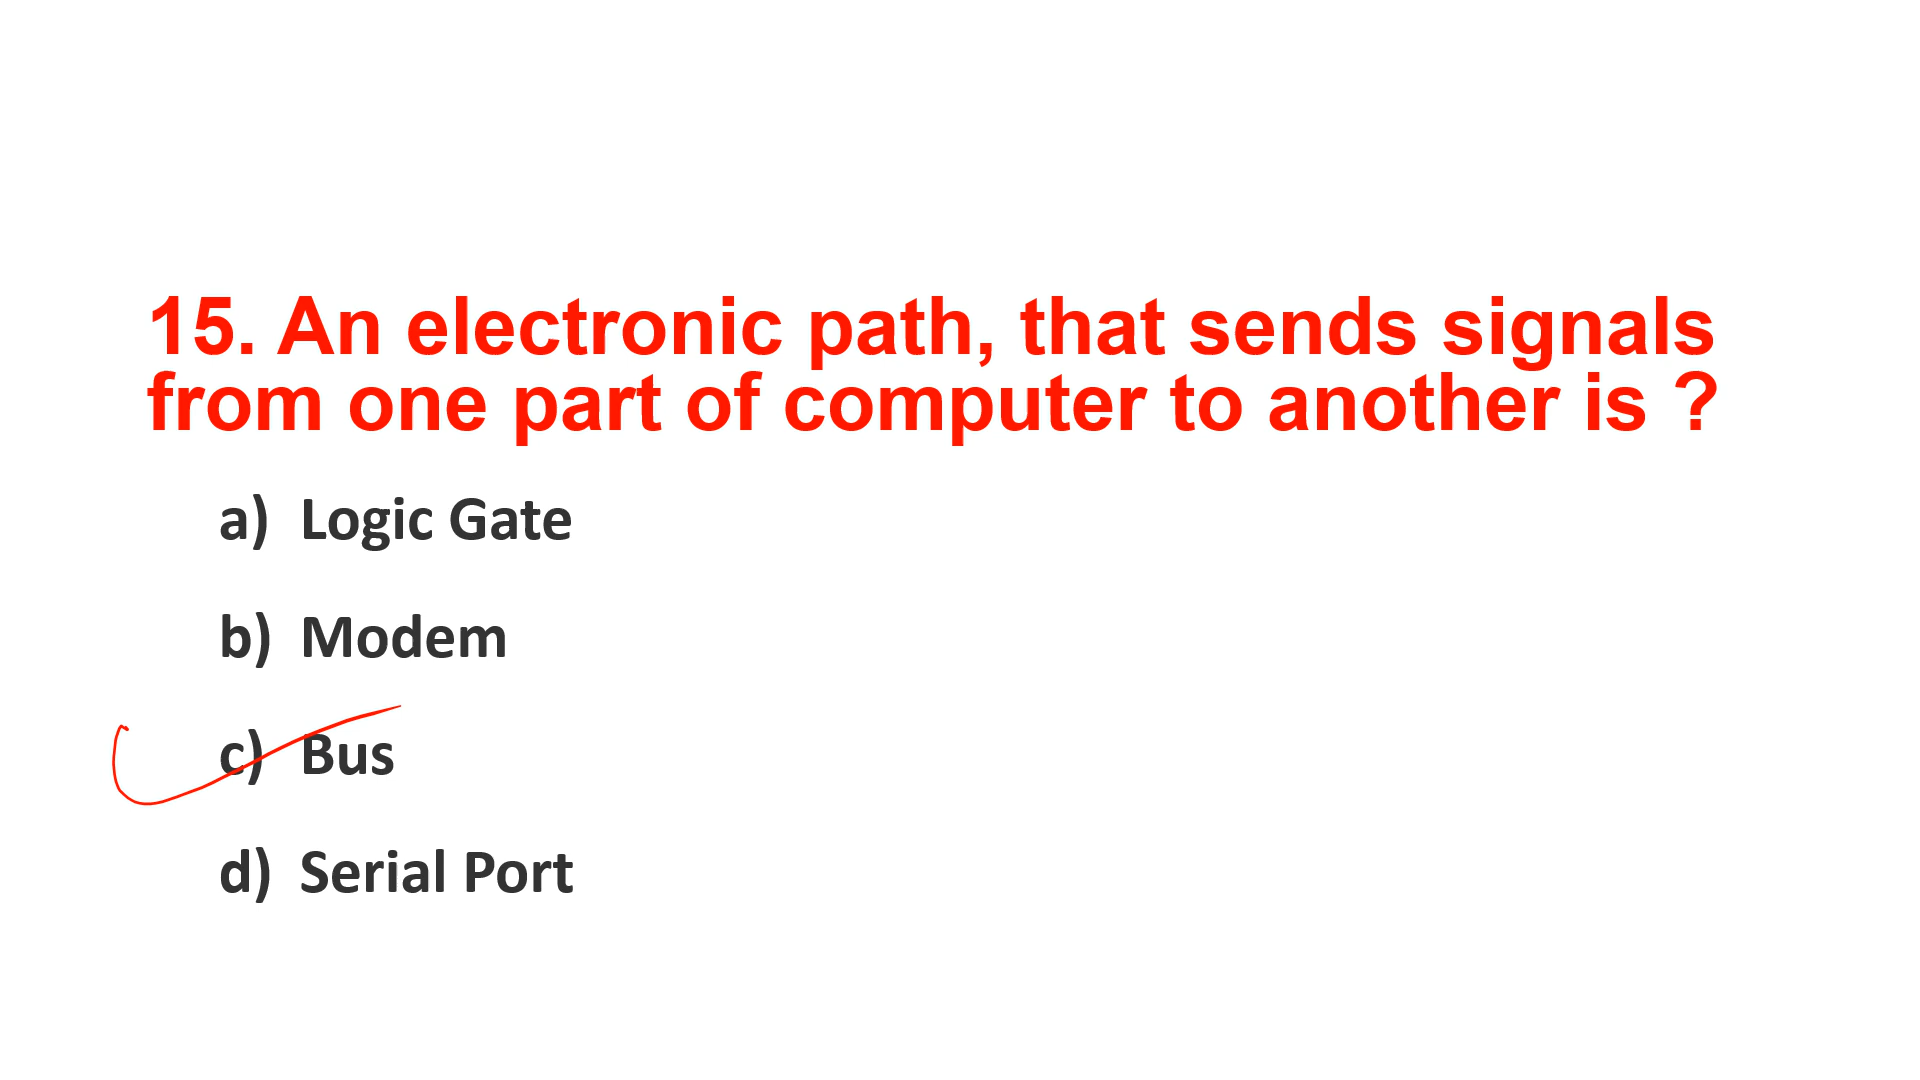 15. An electronic path, that sends signals
from one part of computer to another is ?
a) Logic Gate
b) Modem
c) Bus
d) Serial Port